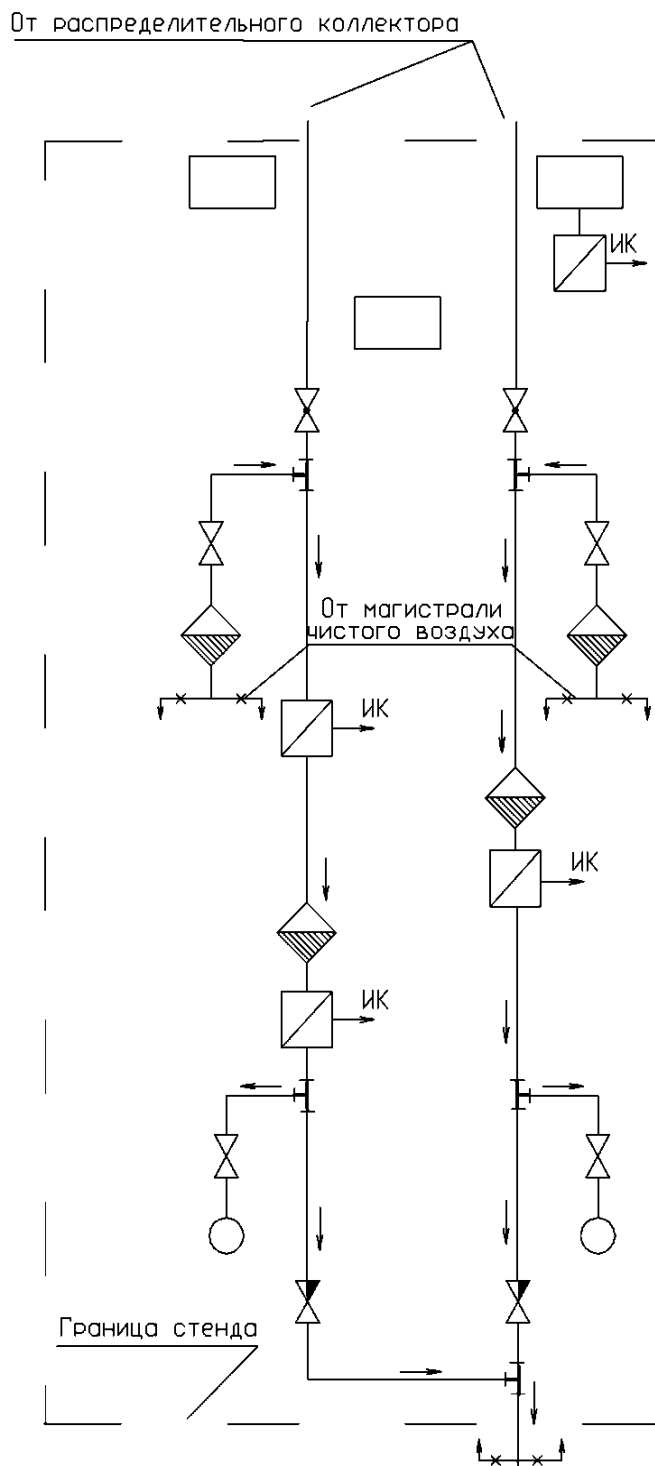 От распределительного коллектора
ИК
От магистрали
чистого воздуха
ИК
ИК
ИК
Граница стенда